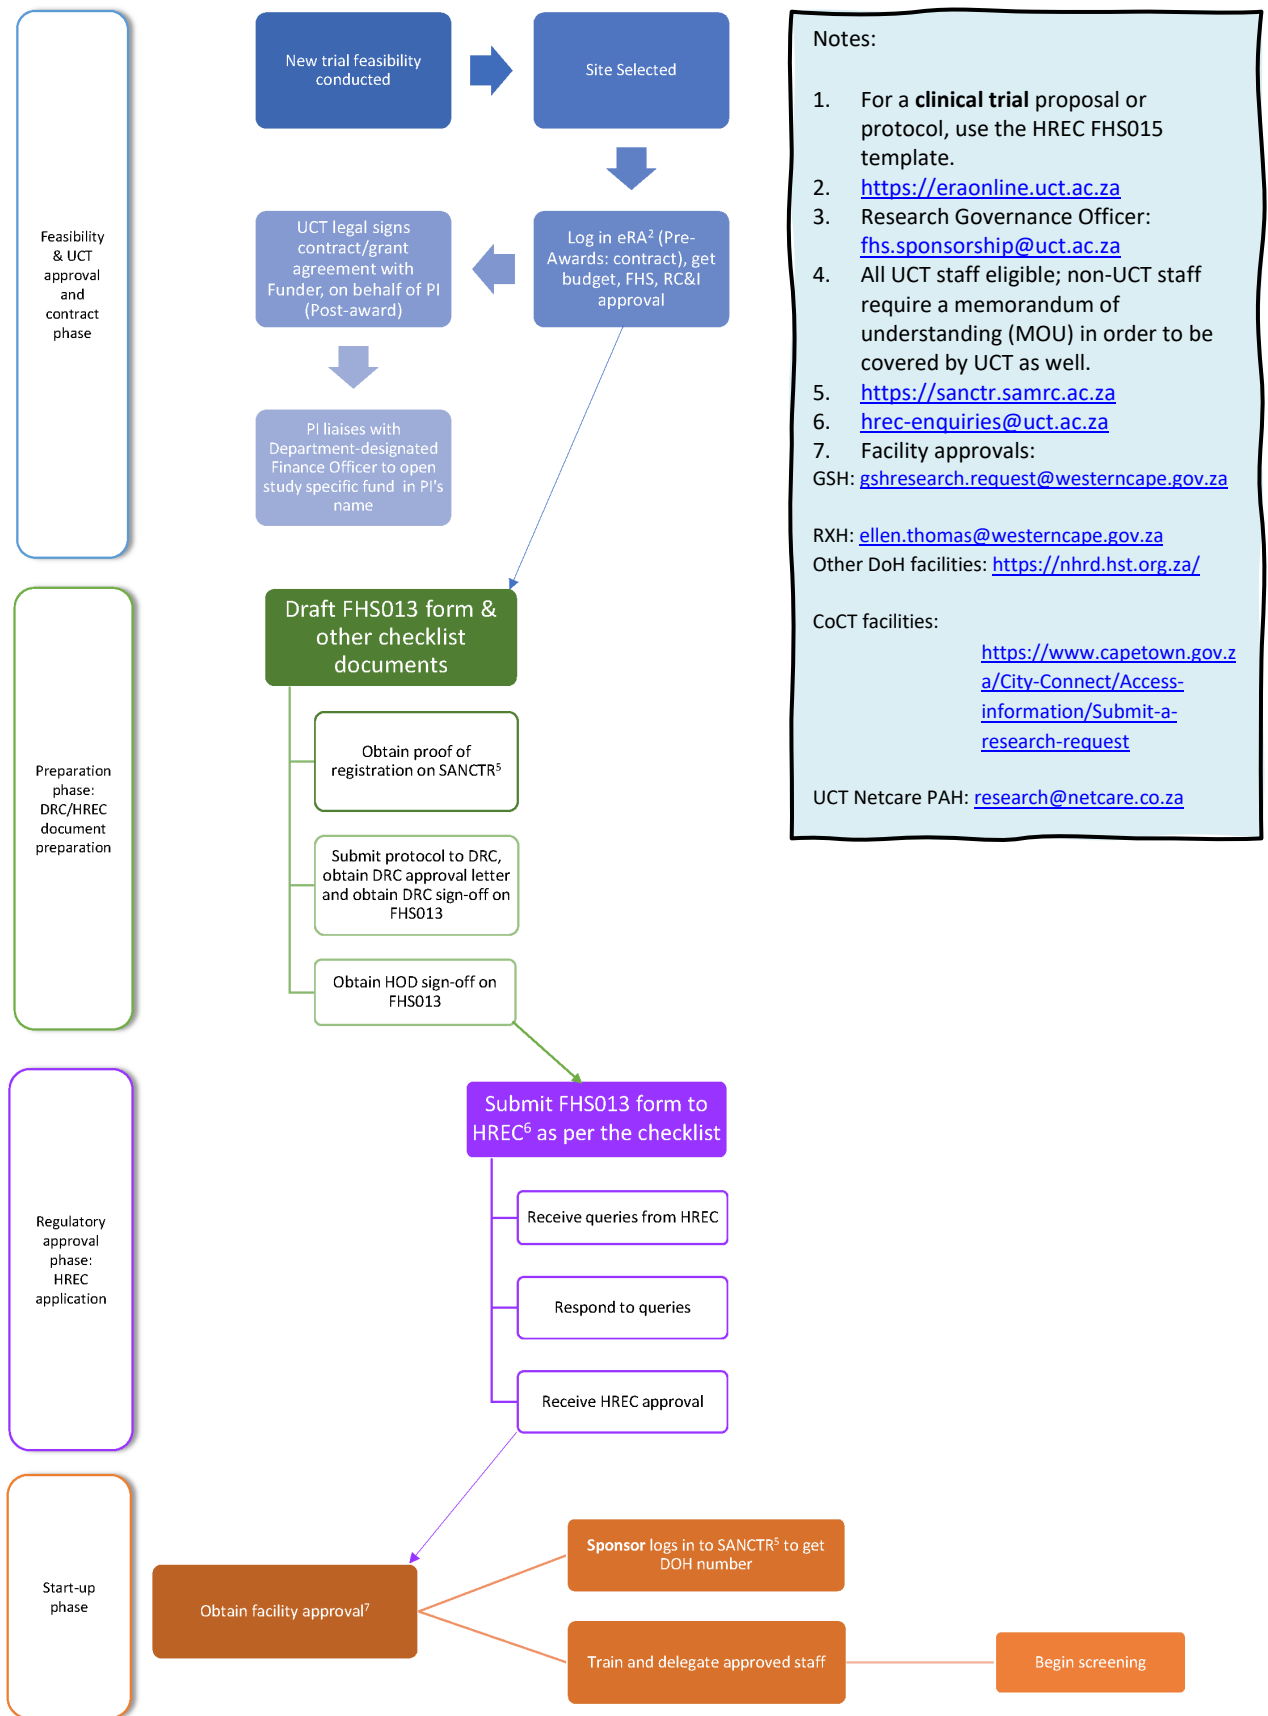 Feasibility
& UCT
approval
and
contract
phase
New trial feasibility
conducted
Site Selected
Log in eRA² (Pre-
Awards: contract), get
budget, FHS, RC&I
approval
UCT legal signs
contract/grant
agreement with
Funder, on behalf of PI
(Post-award)
PI liaises with
Department-designated
Finance Officer to open
study specific fund in PI's
name
Preparation
phase:
DRC/HREC
document
preparation
Draft FHS013 form &
other checklist
documents
Obtain proof of
registration on SANCTR⁵
Submit protocol to DRC,
obtain DRC approval letter
and obtain DRC sign-off on
FHS013
Obtain HOD sign-off on
FHS013
Regulatory
approval
phase:
HREC
application
Submit FHS013 form to
HREC⁶ as per the checklist
Receive queries from HREC
Respond to queries
Receive HREC approval
Start-up
phase
Obtain facility approval⁷
Sponsor logs in to SANCTR⁵ to get
DOH number
Train and delegate approved staff
Begin screening
Notes:
1. For a clinical trial proposal or
protocol, use the HREC FHS015
template.
2. https://eraonline.uct.ac.za
3. Research Governance Officer:
fhs.sponsorship@uct.ac.za
4. All UCT staff eligible; non-UCT staff
require a memorandum of
understanding (MOU) in order to be
covered by UCT as well.
5. https://sanctr.samrc.ac.za
6. hrec-enquiries@uct.ac.za
7. Facility approvals:
GSH: gshresearch.request@westerncape.gov.za
RXH: ellen.thomas@westerncape.gov.za
Other DoH facilities: https://nhrd.hst.org.za/
CoCT facilities:
https://www.capetown.gov.z
a/City-Connect/Access-
information/Submit-a-
research-request
UCT Netcare PAH: research@netcare.co.za